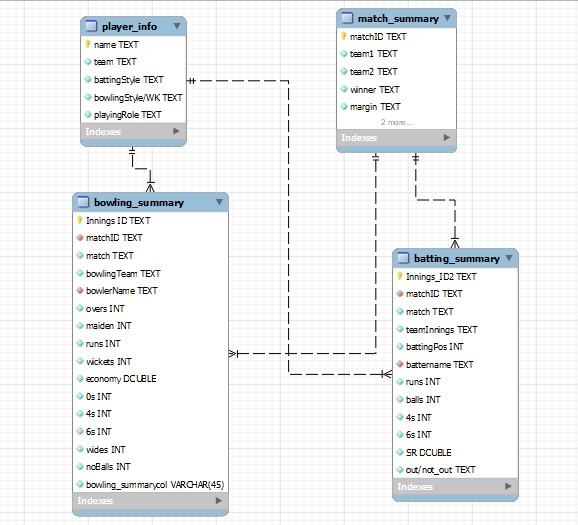 player_info
name TEXT
team TEXT
battingStyle TEXT
bowlingStyle/WK TEXT
playingRole TEXT
Indexes
match_summary
matchID TEXT
team1 TEXT
team2 TEXT
winner TEXT
margin TEXT
2 more...
Indexes
bowling_summary
Innings ID TEXT
matchID TEXT
match TEXT
bowlingTeam TEXT
bowlerName TEXT
overs INT
maiden INT
runs INT
wickets INT
economy DOUBLE
0s INT
4s INT
6s INT
wides INT
noBalls INT
bowling_summarycol VARCHAR(45)
Indexes
batting_summary
Innings_ID2 TEXT
matchID TEXT
match TEXT
teamInnings TEXT
battingPos INT
battername TEXT
runs INT
balls INT
4s INT
6s INT
SR DOUBLE
out/not_out TEXT
Indexes